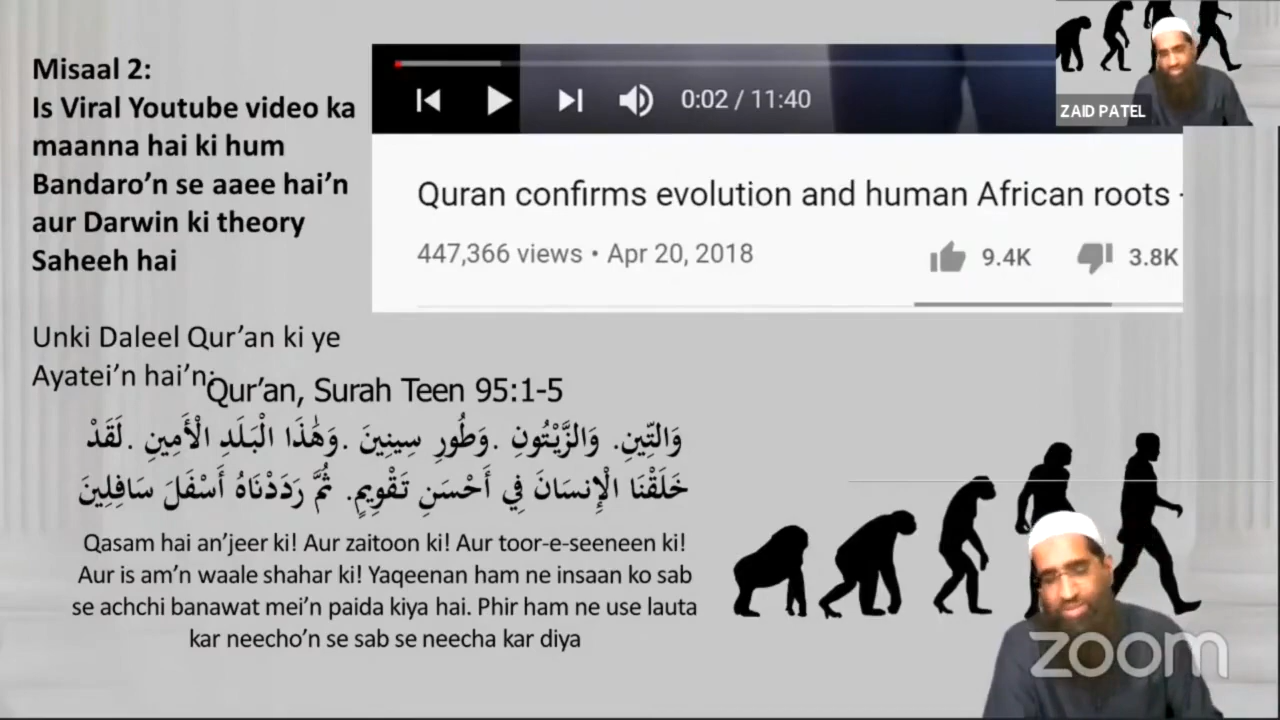 Misaal 2:
Is Viral Youtube video ka
maanna hai ki hum
Bandaro’n se aaee hai’n
aur Darwin ki theory
Saheeh hai
0:02 / 11:40
ZAID PATEL
Quran confirms evolution and human African roots -
447,366 views • Apr 20, 2018
9.4K
3.8K
Unki Daleel Qur’an ki ye
Ayatei’n hai’n:
Qur’an, Surah Teen 95:1-5
وَالتِّينِ. وَالزَّيْتُونِ .وَطُورِ سِينِينَ .وَهَٰذَا الْبَلَدِ الْأَمِينِ .لَقَدْ
خَلَقْنَا الْإِنسَانَ فِي أَحْسَنِ تَقْوِيمٍ. ثُمَّ رَدَدْنَاهُ أَسْفَلَ سَافِلِينَ
Qasam hai an’jeer ki! Aur zaitoon ki! Aur toor-e-seeneen ki!
Aur is am’n waale shahar ki! Yaqeenan ham ne insaan ko sab
se achchi banawat mei’n paida kiya hai. Phir ham ne use lauta
kar neecho’n se sab se neecha kar diya
zoom